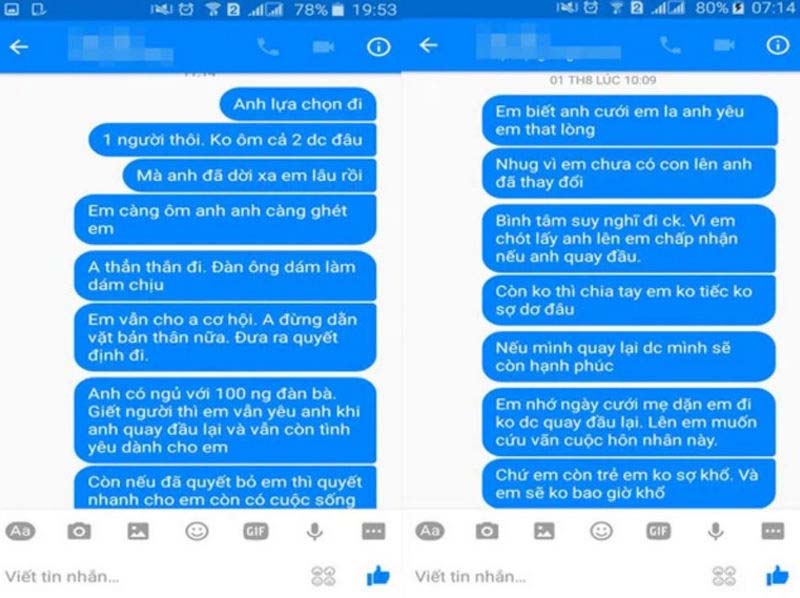 78% 19:53
Anh lựa chọn đi
1 người thôi. Ko ôm cả 2 dc đâu
Mà anh đã dời xa em lâu rồi
Em càng ôm anh anh càng ghét
em
A thẳn thắn đi. Đàn ông dám làm
dám chịu
Em vẫn cho a cơ hội. A đừng dằn
vặt bản thân nữa. Đưa ra quyết
định đi.
Anh có ngủ với 100 ng đàn bà.
Giết người thì em vẫn yêu anh khi
anh quay đầu lại và vẫn còn tình
yêu dành cho em
Còn nếu đã quyết bỏ em thì quyết
nhanh cho em còn có cuộc sống
Aa
GIF
Viết tin nhắn...
80% 07:14
01 TH8 LÚC 10:09
Em biết anh cưới em la anh yêu
em that lòng
Nhug vì em chưa có con lên anh
đã thay đổi
Bình tâm suy nghĩ đi ck. Vì em
chót lấy anh lên em chấp nhận
nếu anh quay đầu.
Còn ko thì chia tay em ko tiếc ko
sợ dơ đâu
Nếu mình quay lại dc mình sẽ
còn hạnh phúc
Em nhớ ngày cưới mẹ dặn em đi
ko dc quay đầu lại. Lên em muốn
cứu vãn cuộc hôn nhân này.
Chứ em còn trẻ em ko sợ khổ. Và
em sẽ ko bao giờ khổ
Aa
GIF
Viết tin nhắn...